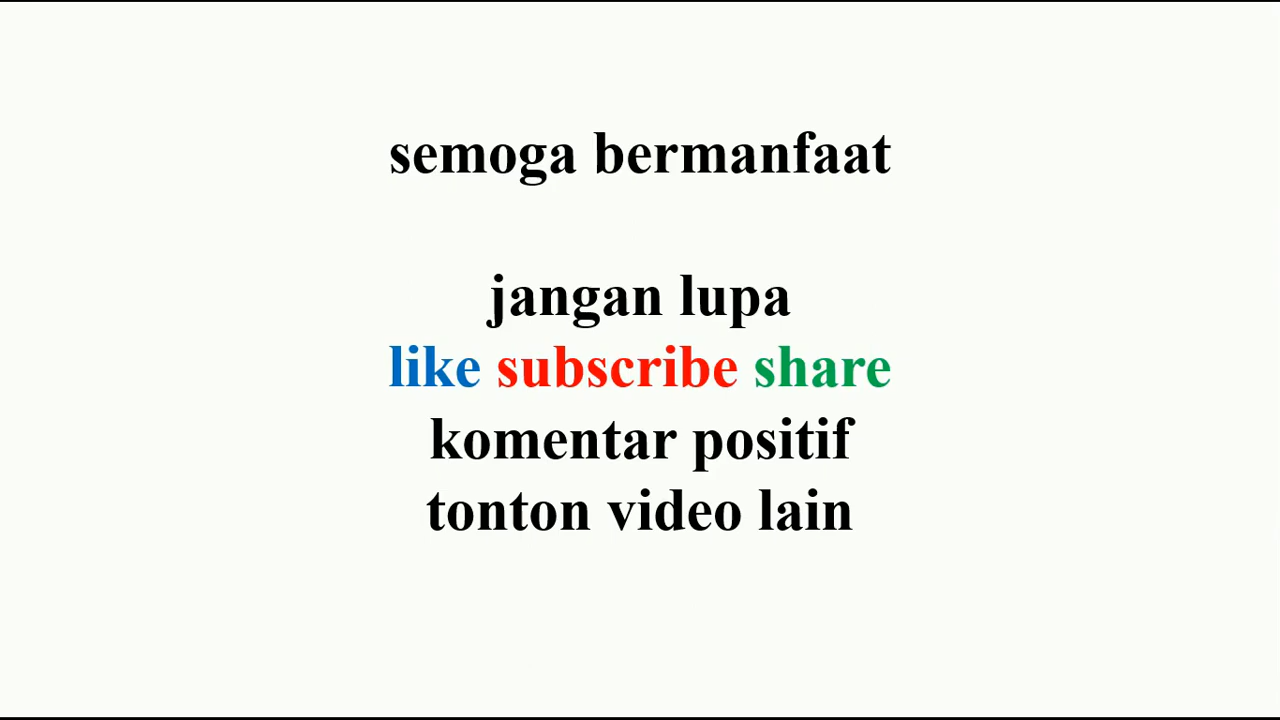 semoga bermanfaat
jangan lupa
like subscribe share
komentar positif
tonton video lain